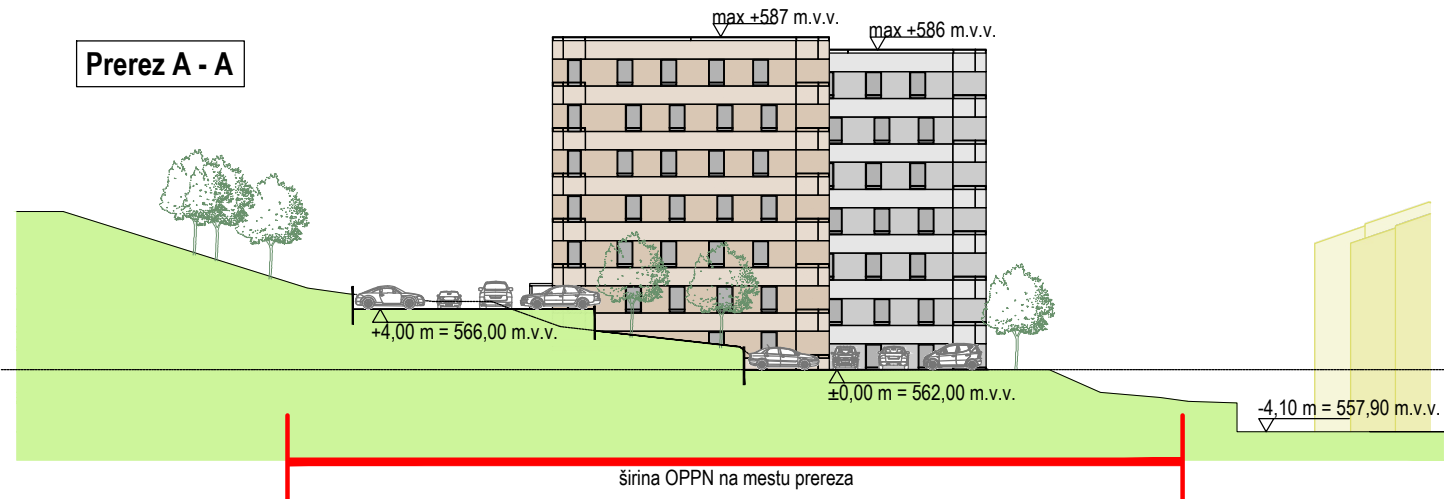 max +587 m.v.v.
max +586 m.v.v.
Prerez A - A
+4,00 m = 566,00 m.v.v.
±0,00 m = 562,00 m.v.v.
-4,10 m = 557,90 m.v.v.
širina OPPN na mestu prereza